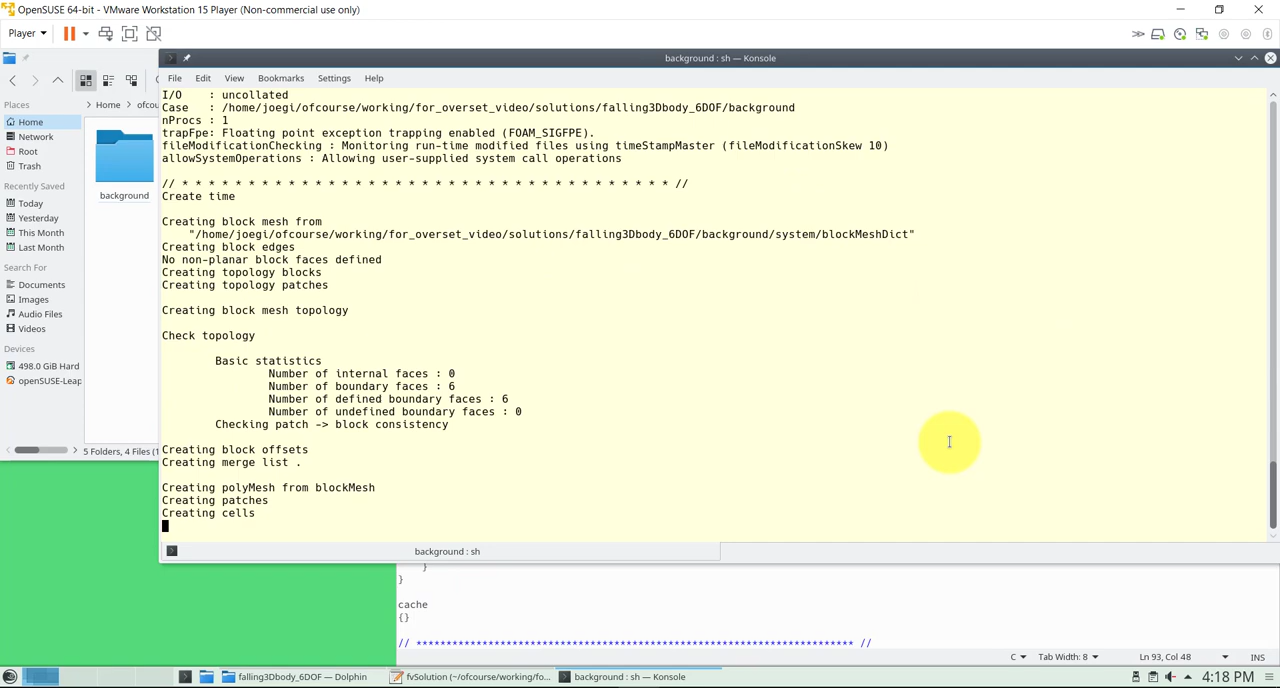 OpenSUSE 64-bit - VMware Workstation 15 Player (Non-commercial use only)
Player
background : sh — Konsole
File Edit View Bookmarks Settings Help
Places
Home
Network
Root
Trash
Recently Saved
Today
Yesterday
This Month
Last Month
Search For
Documents
Images
Audio Files
Videos
Devices
498.0 GiB Hard
openSUSE-Leap
> Home > ofcou
background
5 Folders, 4 Files (1
I/O    : uncollated
Case   : /home/joegi/ofcourse/working/for_overset_video/solutions/falling3Dbody_6DOF/background
nProcs : 1
trapFpe: Floating point exception trapping enabled (FOAM_SIGFPE).
fileModificationChecking : Monitoring run-time modified files using timeStampMaster (fileModificationSkew 10)
allowSystemOperations : Allowing user-supplied system call operations
// * * * * * * * * * * * * * * * * * * * * * * * * * * * * * * * * * * * * * //
Create time
Creating block mesh from
"/home/joegi/ofcourse/working/for_overset_video/solutions/falling3Dbody_6DOF/background/system/blockMeshDict"
Creating block edges
No non-planar block faces defined
Creating topology blocks
Creating topology patches
Creating block mesh topology
Check topology
Basic statistics
Number of internal faces : 0
Number of boundary faces : 6
Number of defined boundary faces : 6
Number of undefined boundary faces : 0
Checking patch -> block consistency
Creating block offsets
Creating merge list .
Creating polyMesh from blockMesh
Creating patches
Creating cells
background : sh
}
}
cache
{}
// ************************************************************************* //
C Tab Width: 8 Ln 93, Col 48 INS
falling3Dbody_6DOF — Dolphin
fvSolution (~/ofcourse/working/fo...
background : sh — Konsole
4:18 PM